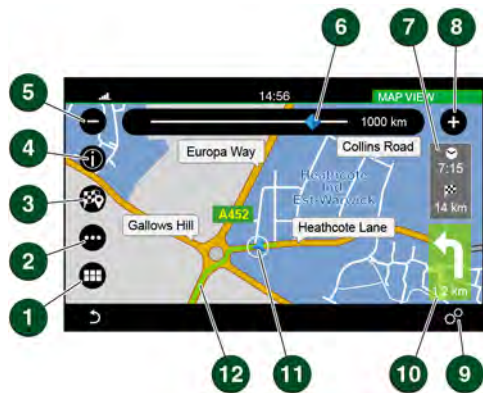 6
7
8
14:56
MAP VIEW
5
1000 km
4
Europa Way
Collins Road
7:15
Heathcote
Ind
Est-Warwick
3
14 km
A452
Gallows Hill
Heathcote Lane
2
1.2 km
1
12
11
10
9